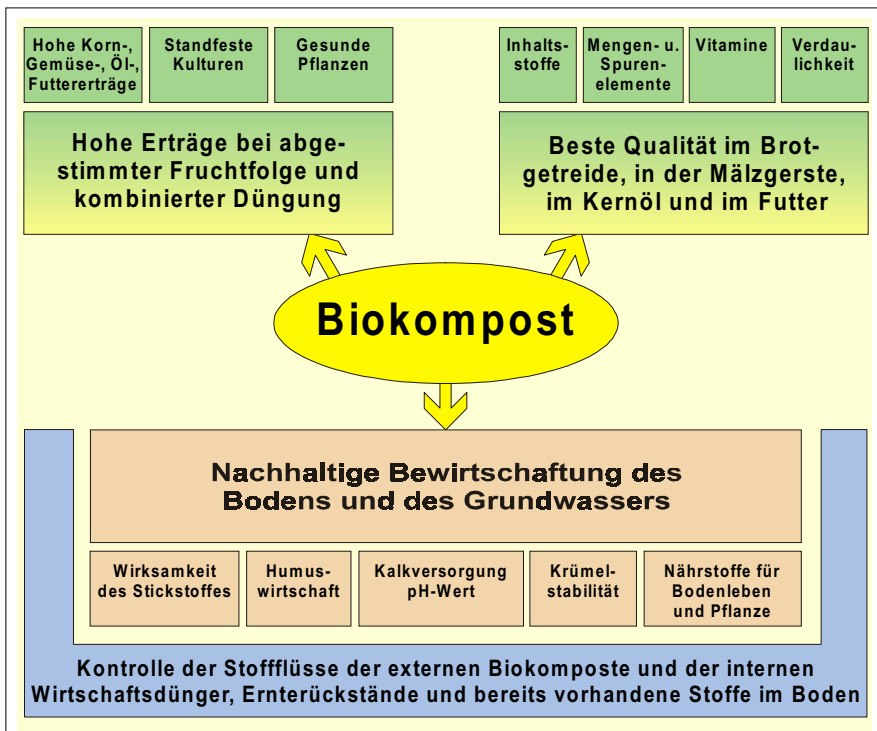 Hohe Korn-,
Gemüse-, Öl-,
Futtererträge
Standfeste
Kulturen
Gesunde
Pflanzen
Hohe Erträge bei abge-
stimmter Fruchtfolge und
kombinierter Düngung
Inhalts-
stoffe
Mengen- u.
Spuren-
elemente
Vitamine
Verdau-
lichkeit
Beste Qualität im Brot-
getreide, in der Mälzgerste,
im Kernöl und im Futter
Biokompost
Nachhaltige Bewirtschaftung des
Bodens und des Grundwassers
Wirksamkeit
des Stickstoffes
Humus-
wirtschaft
Kalkversorgung
pH-Wert
Krümel-
stabilität
Nährstoffe für
Bodenleben
und Pflanze
Kontrolle der Stoffflüsse der externen Biokomposte und der internen
Wirtschaftsdünger, Ernterückstände und bereits vorhandene Stoffe im Boden